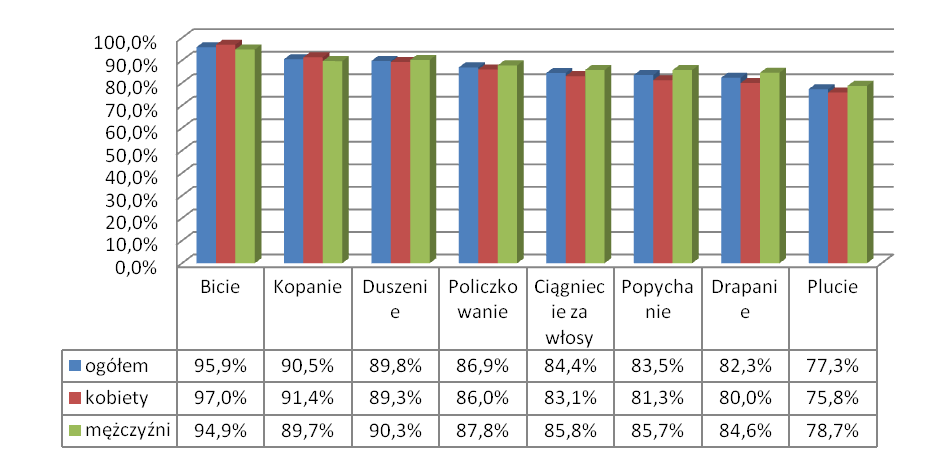 100,0%
90,0%
80,0%
70,0%
60,0%
50,0%
40,0%
30,0%
20,0%
10,0%
0,0%
Bicie Kopanie Duszeni Policzko Ciągniec Popycha Drapani Plucie
e wanie ie za nie e
włosy
ogółem 95,9% 90,5% 89,8% 86,9% 84,4% 83,5% 82,3% 77,3%
kobiety 97,0% 91,4% 89,3% 86,0% 83,1% 81,3% 80,0% 75,8%
mężczyźni 94,9% 89,7% 90,3% 87,8% 85,8% 85,7% 84,6% 78,7%